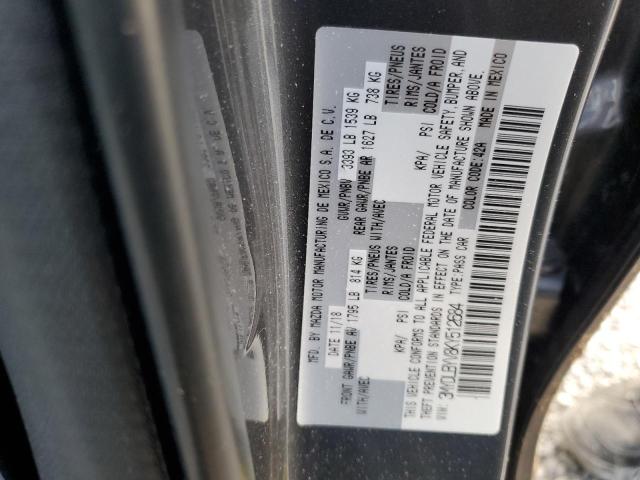 MFD. BY MAZDA MOTOR MANUFACTURING DE MEXICO S.A. DE C.V.
DATE 11/18 GVWR/PNBV 3393 LB 1539 KG
FRONT GAWR/PNBE AV 1795 LB 814 KG REAR GAWR/PNBE AR 1627 LB 738 KG
WITH/AVEC TIRES/PNEUS WITH/AVEC TIRES/PNEUS
RIMS/JANTES RIMS/JANTES
KPA/ PSI COLD/A FROID KPA/ PSI COLD/A FROID
THIS VEHICLE CONFORMS TO ALL APPLICABLE FEDERAL MOTOR VEHICLE SAFETY, BUMPER, AND
THEFT PREVENTION STANDARDS IN EFFECT ON THE DATE OF MANUFACTURE SHOWN ABOVE.
VIN: TYPE:PASS CAR COLOR CODE:42A MADE IN MEXICO